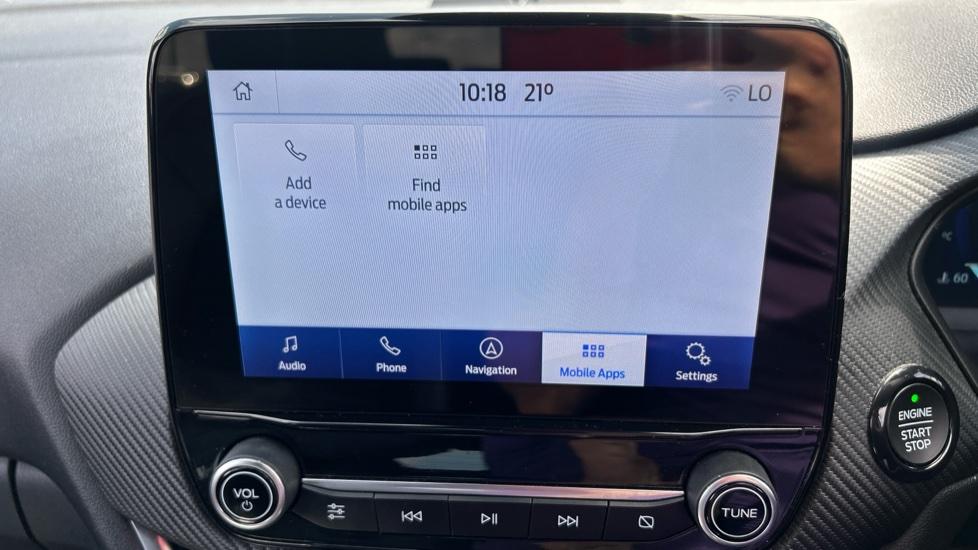 10:18 21° LO
Add
a device
Find
mobile apps
Audio
Phone
Navigation
Mobile Apps
Settings
°C
60
ENGINE
START
STOP
VOL
TUNE